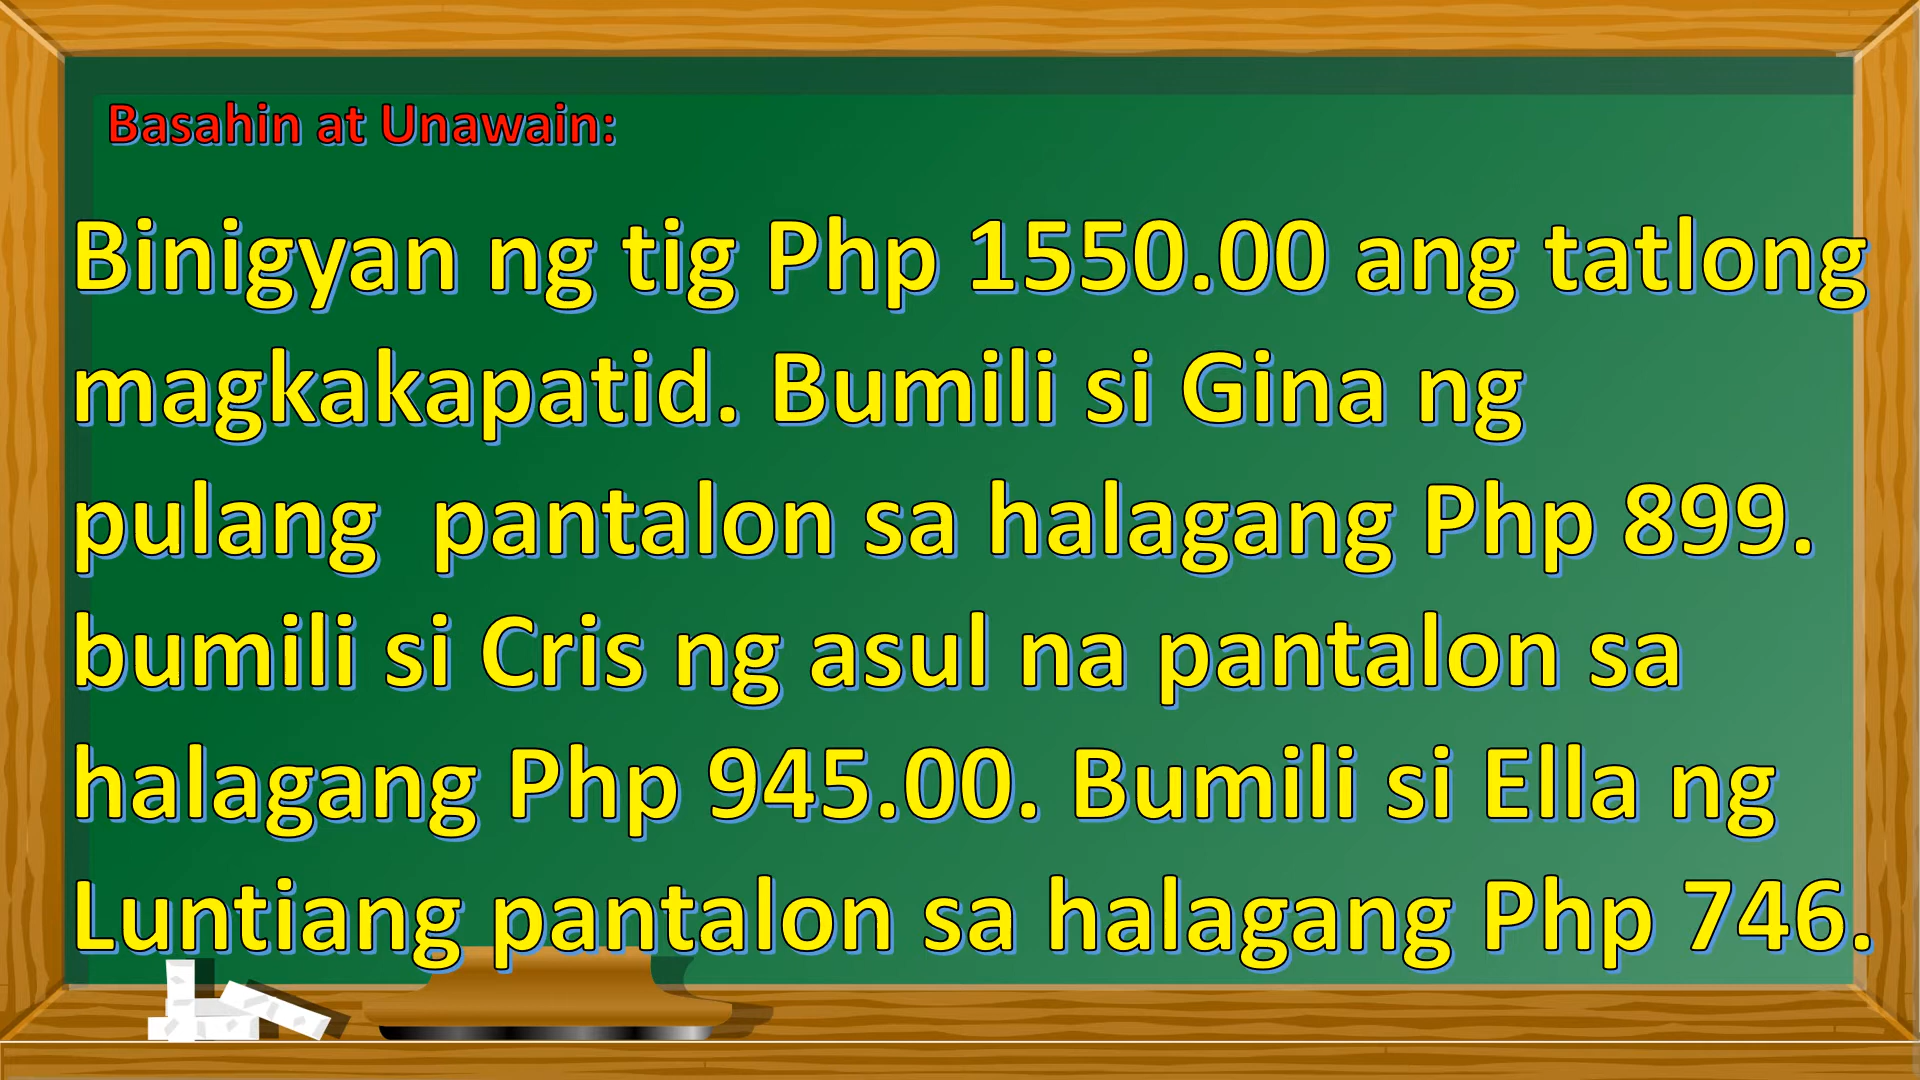 Basahin at Unawain:
Binigyan ng tig Php 1550.00 ang tatlong
magkakapatid. Bumili si Gina ng
pulang  pantalon sa halagang Php 899.
bumili si Cris ng asul na pantalon sa
halagang Php 945.00. Bumili si Ella ng
Luntiang pantalon sa halagang Php 746.